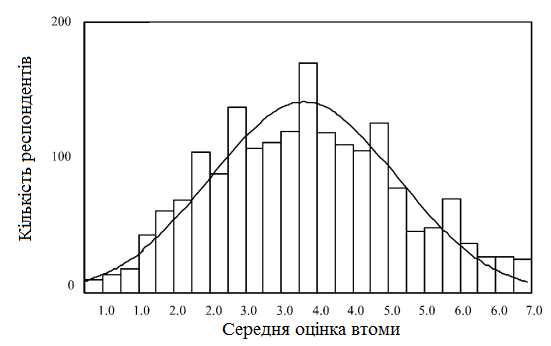 200
Кількість респондентів
100
0
1.0 1.0 2.0 2.0 3.0 3.0 4.0 4.0 5.0 5.0 6.0 6.0 7.0
Середня оцінка втоми